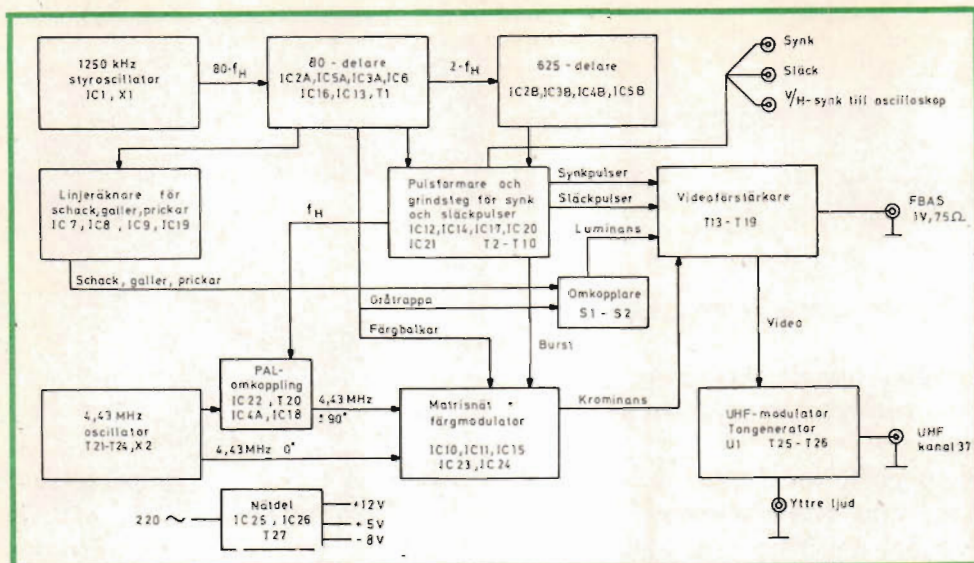 1250 kHz
styroscillator
IC1, X1
80-fH
80 - delare
IC2A, IC5A, IC3A, IC6
IC16, IC13, T1
2-fH
625 - delare
IC2B, IC3B, IC4B, IC5B
Synk
Släck
V/H-synk till oscilloskop
Linjeräknare för
schack, galler, prickar
IC7, IC8, IC9, IC19
fH
Pulsformare och
grindsteg för synk
och släckpulser
IC12, IC14, IC17, IC20
IC21 T2 - T10
Synkpulser
Släckpulser
Luminans
Videoförstärkare
T13 - T19
FBAS
1V, 75Ω
Schack, galler, prickar
Gråtrappa
Färgbalkar
Omkopplare
S1 - S2
Burst
Video
4,43 MHz
oscillator
T21-T24, X2
PAL-
omkoppling
IC22, T20
IC4A, IC18
4,43 MHz
±90°
4,43 MHz 0°
Matrisnät +
färgmodulator
IC10, IC11, IC15
IC23, IC24
Krominans
UHF-modulator
Tongenerator
U1 T25 - T26
UHF
kanal 37
Yttre ljud
220 ~
Nätdel
IC25, IC26
T27
+12V
+5V
-8V